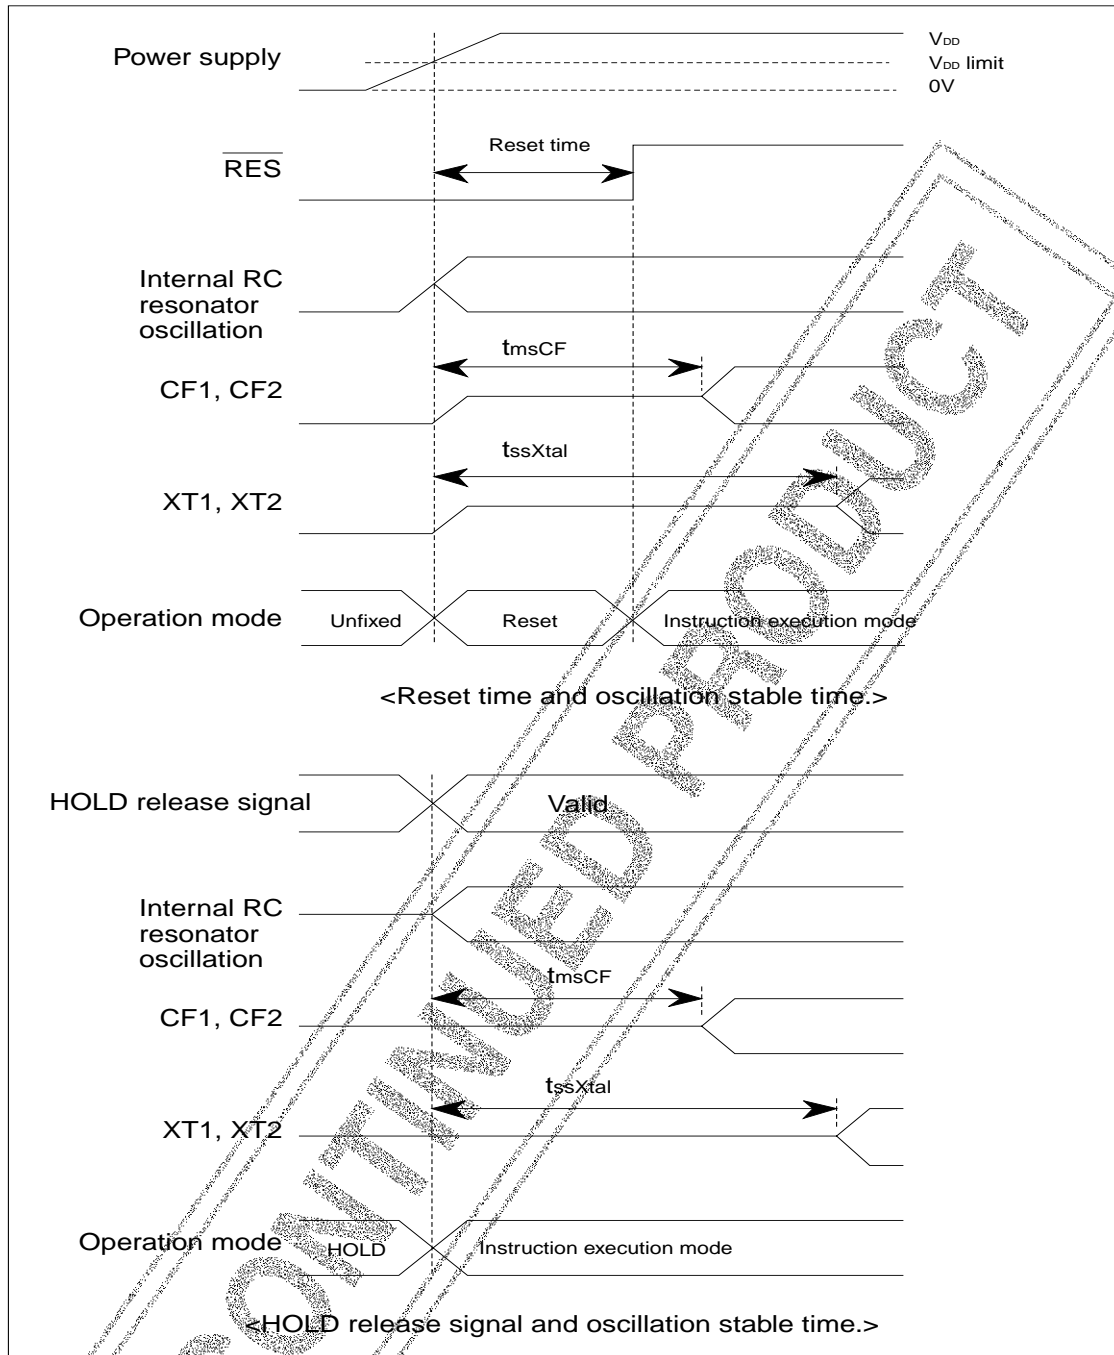 Power supply
VDD
VDD limit
0V
RES
Reset time
Internal RC
resonator
oscillation
tmsCF
CF1, CF2
tssXtal
XT1, XT2
Operation mode
Unfixed
Reset
Instruction execution mode
<Reset time and oscillation stable time.>
HOLD release signal
Valid
Internal RC
resonator
oscillation
tmsCF
CF1, CF2
tssXtal
XT1, XT2
Operation mode
HOLD
Instruction execution mode
<HOLD release signal and oscillation stable time.>
CONTINUED PRODUCT